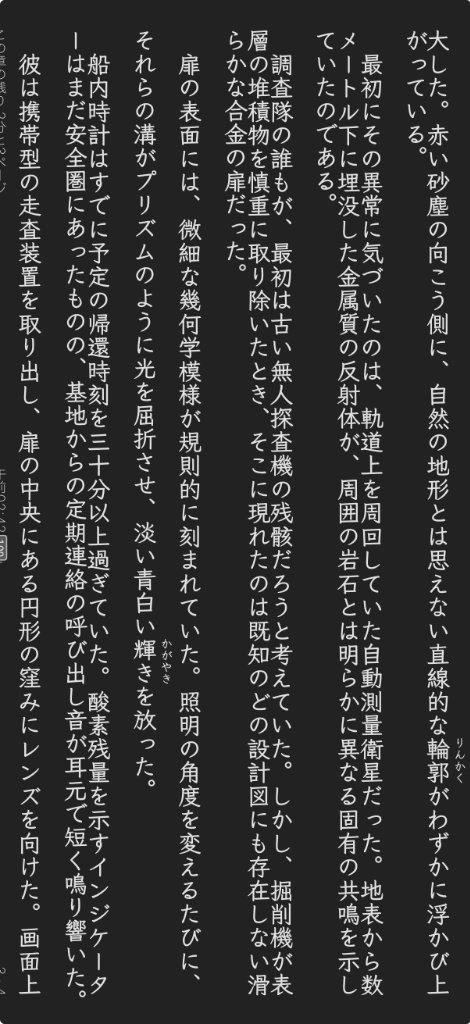 大した。赤い砂塵の向こう側に、自然の地形とは思えない直線的な輪郭がわずかに浮かび上
りんかく
がっている。
最初にその異常に気づいたのは、軌道上を周回していた自動測量衛星だった。地表から数
メートル下に埋没した金属質の反射体が、周囲の岩石とは明らかに異なる固有の共鳴を示し
ていたのである。
調査隊の誰もが、最初は古い無人探査機の残骸だろうと考えていた。しかし、掘削機が表
層の堆積物を慎重に取り除いたとき、そこに現れたのは既知のどの設計図にも存在しない滑
らかな合金の扉だった。
扉の表面には、微細な幾何学模様が規則的に刻まれていた。照明の角度を変えるたびに、
それらの溝がプリズムのように光を屈折させ、淡い青白い輝きを放った。
かがやき
船内時計はすでに予定の帰還時刻を三十分以上過ぎていた。酸素残量を示すインジケータ
ーはまだ安全圏にあったものの、基地からの定期連絡の呼び出し音が耳元で短く鳴り響いた。
彼は携帯型の走査装置を取り出し、扉の中央にある円形の窪みにレンズを向けた。画面上